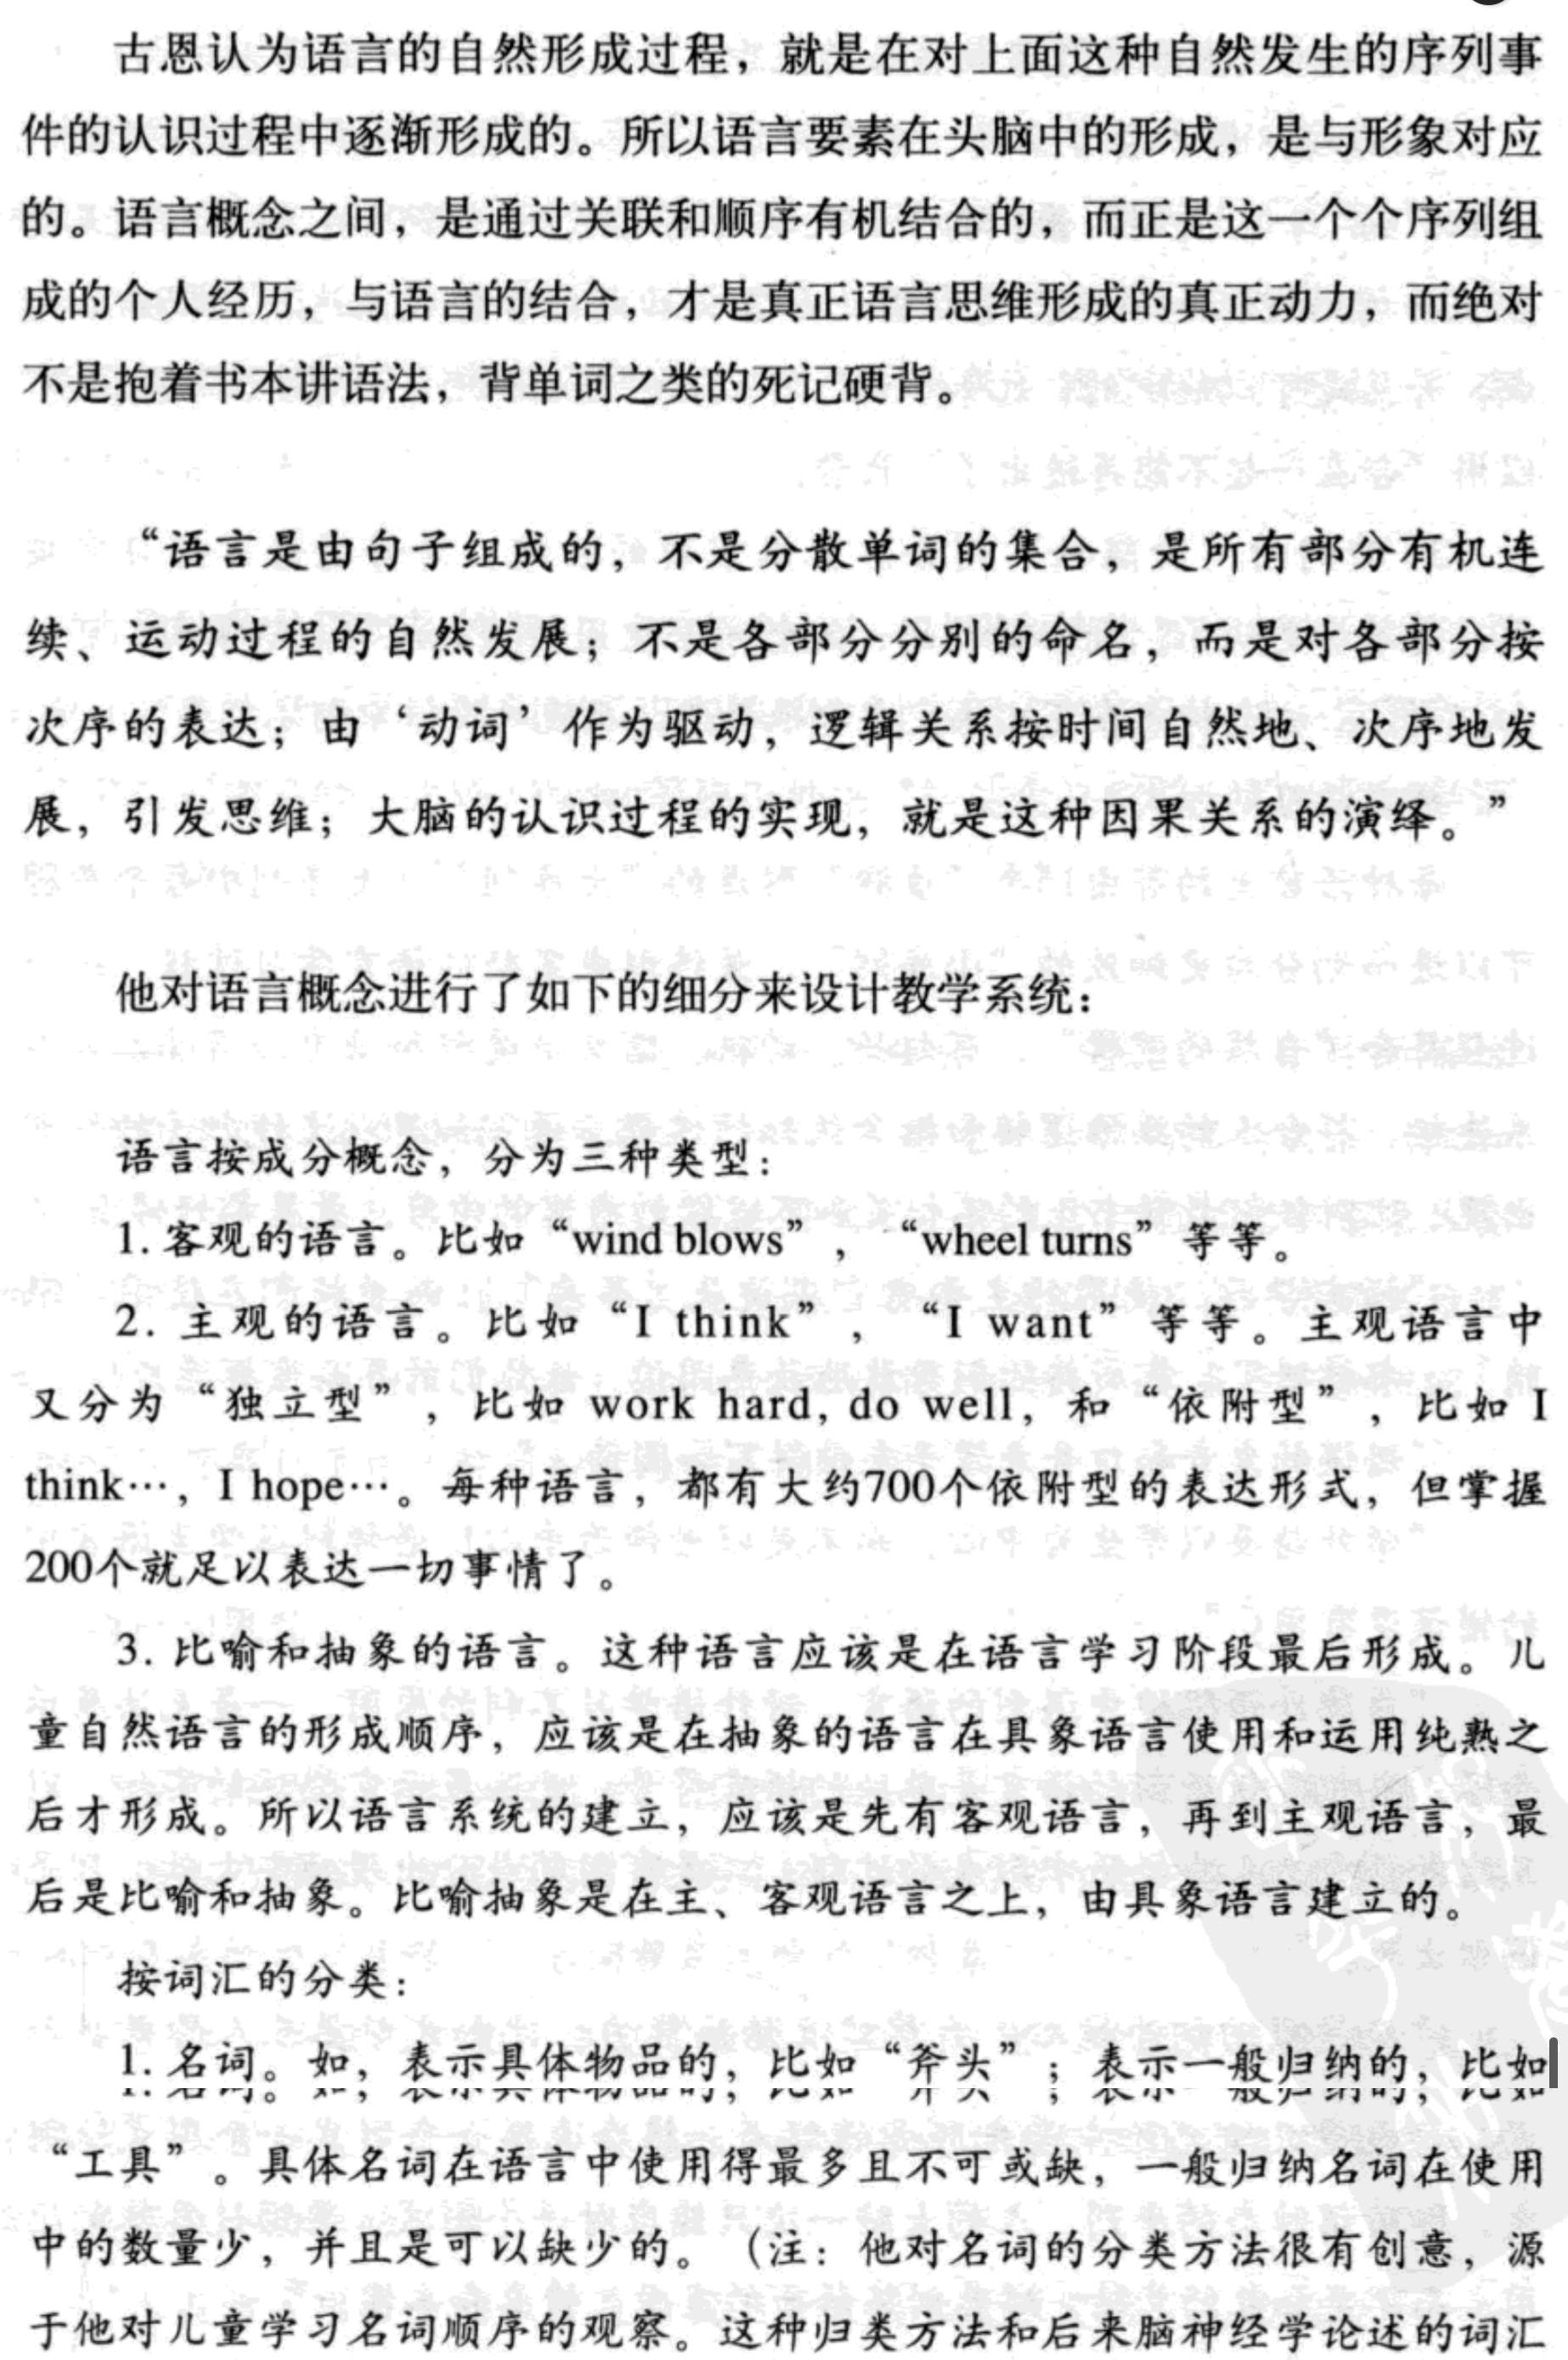 古恩认为语言的自然形成过程，就是在对上面这种自然发生的序列事
件的认识过程中逐渐形成的。所以语言要素在头脑中的形成，是与形象对应
的。语言概念之间，是通过关联和顺序有机结合的，而正是这一个个序列组
成的个人经历，与语言的结合，才是真正语言思维形成的真正动力，而绝对
不是抱着书本讲语法，背单词之类的死记硬背。
“语言是由句子组成的，不是分散单词的集合，是所有部分有机连
续、运动过程的自然发展；不是各部分分别的命名，而是对各部分按
次序的表达；由‘动词’作为驱动，逻辑关系按时间自然地、次序地发
展，引发思维；大脑的认识过程的实现，就是这种因果关系的演绎。”
他对语言概念进行了如下的细分来设计教学系统：
语言按成分概念，分为三种类型：
1. 客观的语言。比如“wind blows”，“wheel turns”等等。
2. 主观的语言。比如“I think”，“I want”等等。主观语言中
又分为“独立型”，比如 work hard, do well，和“依附型”，比如 I
think…，I hope…。每种语言，都有大约700个依附型的表达形式，但掌握
200个就足以表达一切事情了。
3. 比喻和抽象的语言。这种语言应该是在语言学习阶段最后形成。儿
童自然语言的形成顺序，应该是在抽象的语言在具象语言使用和运用纯熟之
后才形成。所以语言系统的建立，应该是先有客观语言，再到主观语言，最
后是比喻和抽象。比喻抽象是在主、客观语言之上，由具象语言建立的。
按词汇的分类：
1. 名词。如，表示具体物品的，比如“斧头”；表示一般归纳的，比如
“工具”。具体名词在语言中使用得最多且不可或缺，一般归纳名词在使用
中的数量少，并且是可以缺少的。（注：他对名词的分类方法很有创意，源
于他对儿童学习名词顺序的观察。这种归类方法和后来脑神经学论述的词汇